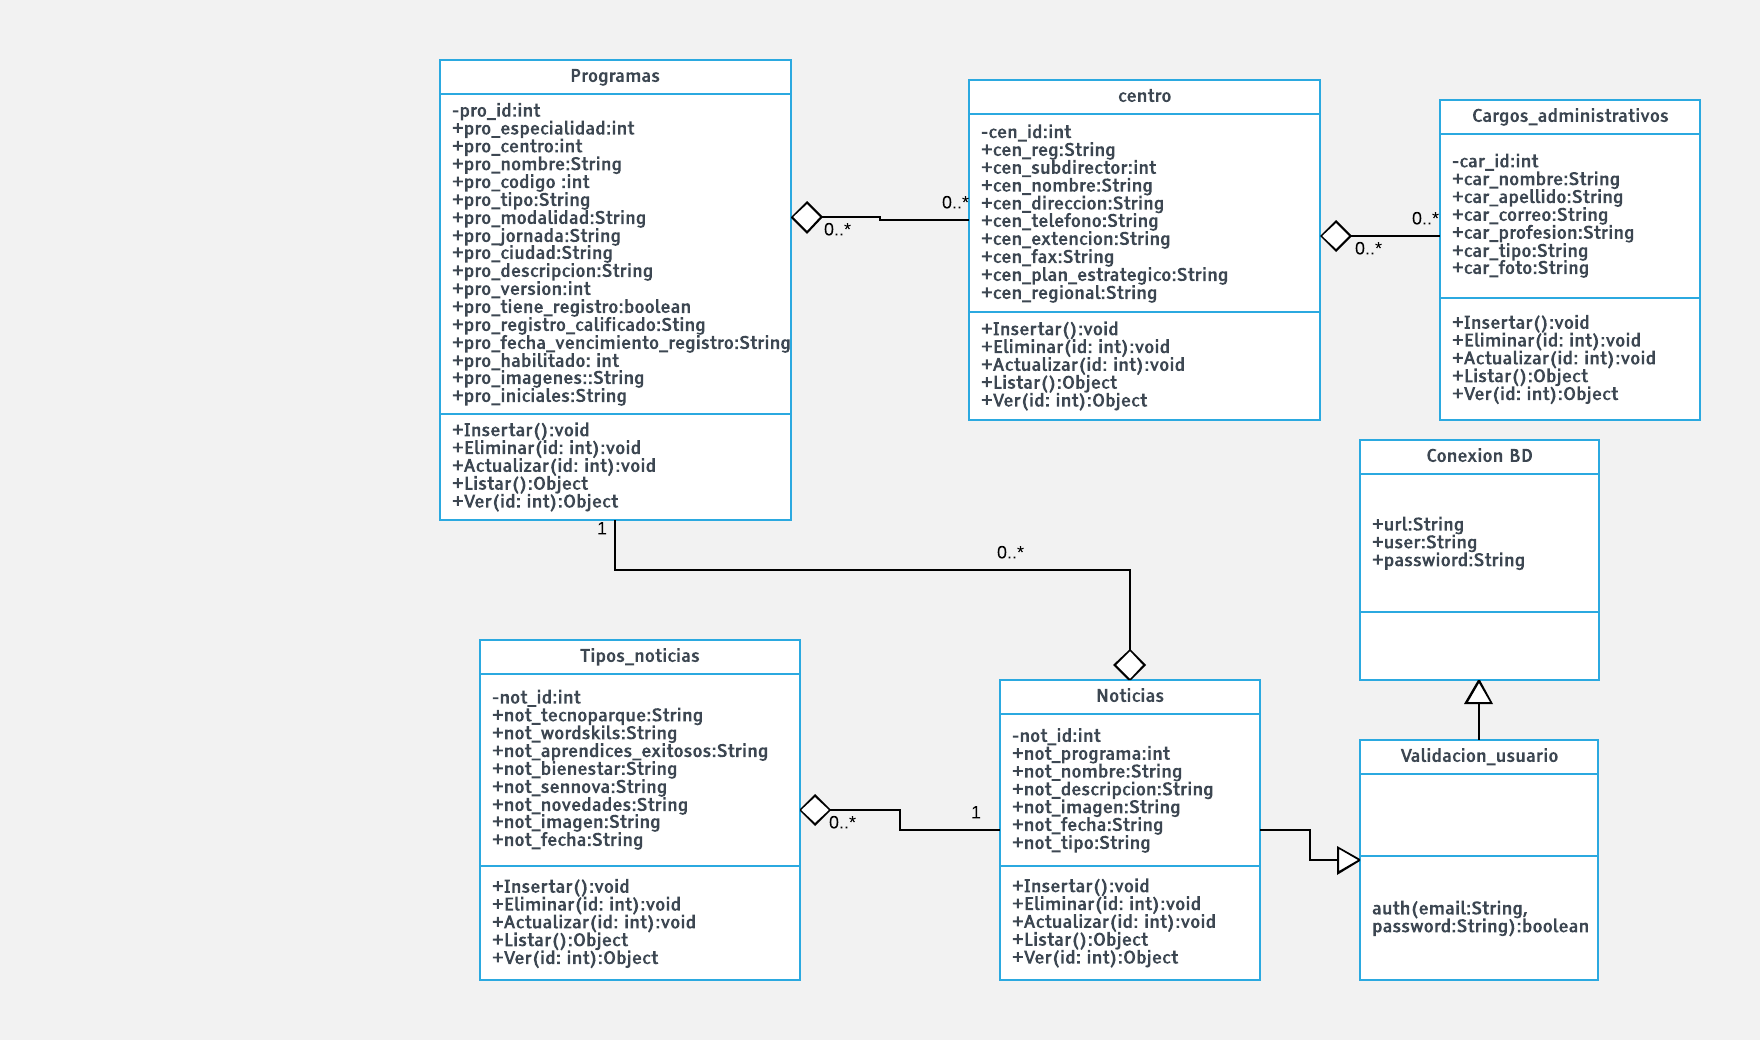 Programas
-pro_id:int
+pro_especialidad:int
+pro_centro:int
+pro_nombre:String
+pro_codigo :int
+pro_tipo:String
+pro_modalidad:String
+pro_jornada:String
+pro_ciudad:String
+pro_descripcion:String
+pro_version:int
+pro_tiene_registro:boolean
+pro_registro_calificado:Sting
+pro_fecha_vencimiento_registro:String
+pro_habilitado: int
+pro_imagenes::String
+pro_iniciales:String
+Insertar():void
+Eliminar(id: int):void
+Actualizar(id: int):void
+Listar():Object
+Ver(id: int):Object
0..*
0..*
centro
-cen_id:int
+cen_reg:String
+cen_subdirector:int
+cen_nombre:String
+cen_direccion:String
+cen_telefono:String
+cen_extencion:String
+cen_fax:String
+cen_plan_estrategico:String
+cen_regional:String
+Insertar():void
+Eliminar(id: int):void
+Actualizar(id: int):void
+Listar():Object
+Ver(id: int):Object
0..*
0..*
Cargos_administrativos
-car_id:int
+car_nombre:String
+car_apellido:String
+car_correo:String
+car_profesion:String
+car_tipo:String
+car_foto:String
+Insertar():void
+Eliminar(id: int):void
+Actualizar(id: int):void
+Listar():Object
+Ver(id: int):Object
Conexion BD
+url:String
+user:String
+passwiord:String
1
0..*
Tipos_noticias
-not_id:int
+not_tecnoparque:String
+not_wordskils:String
+not_aprendices_exitosos:String
+not_bienestar:String
+not_sennova:String
+not_novedades:String
+not_imagen:String
+not_fecha:String
+Insertar():void
+Eliminar(id: int):void
+Actualizar(id: int):void
+Listar():Object
+Ver(id: int):Object
0..*
1
Noticias
-not_id:int
+not_programa:int
+not_nombre:String
+not_descripcion:String
+not_imagen:String
+not_fecha:String
+not_tipo:String
+Insertar():void
+Eliminar(id: int):void
+Actualizar(id: int):void
+Listar():Object
+Ver(id: int):Object
Validacion_usuario
auth(email:String,
password:String):boolean